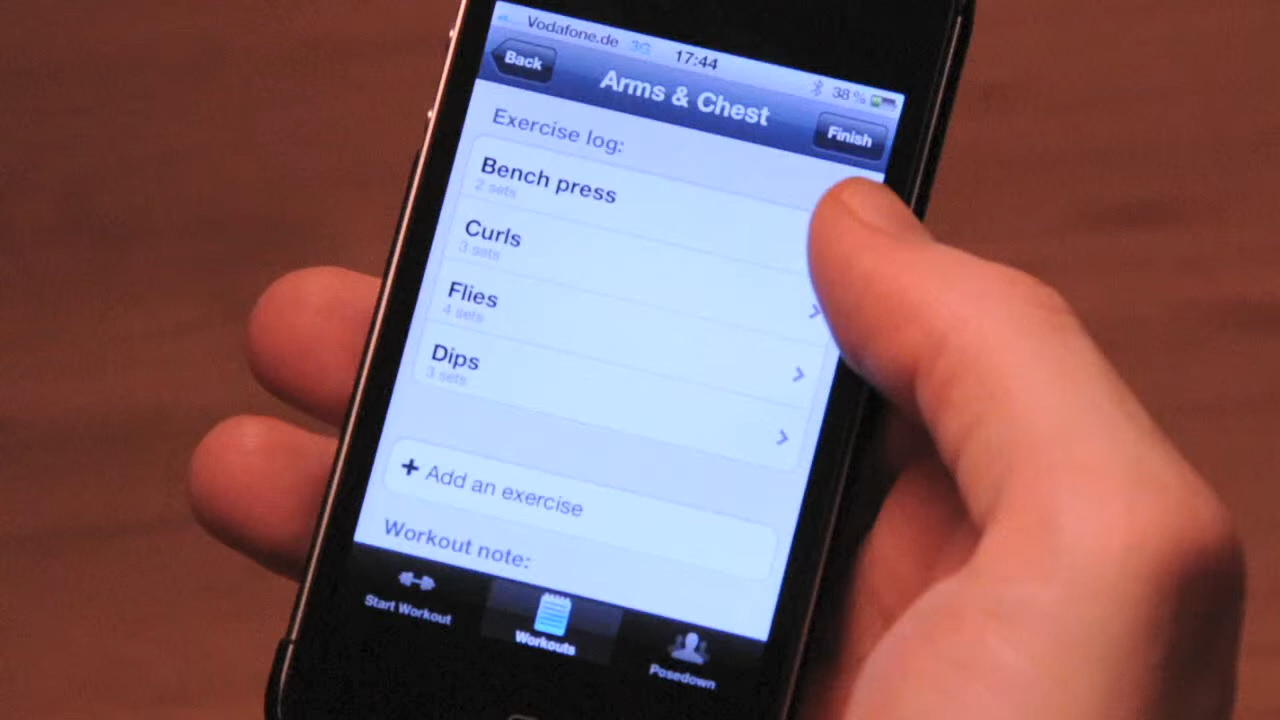 Vodafone.de 3G 17:44 38 %
Back Arms & Chest Finish
Exercise log:
Bench press
2 sets
Curls
3 sets
Flies
4 sets
Dips
3 sets
+ Add an exercise
Workout note:
Start Workout Workouts Posedown